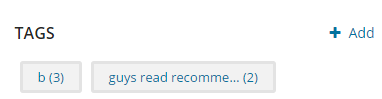 TAGS
+ Add
b (3)
guys read recomme... (2)